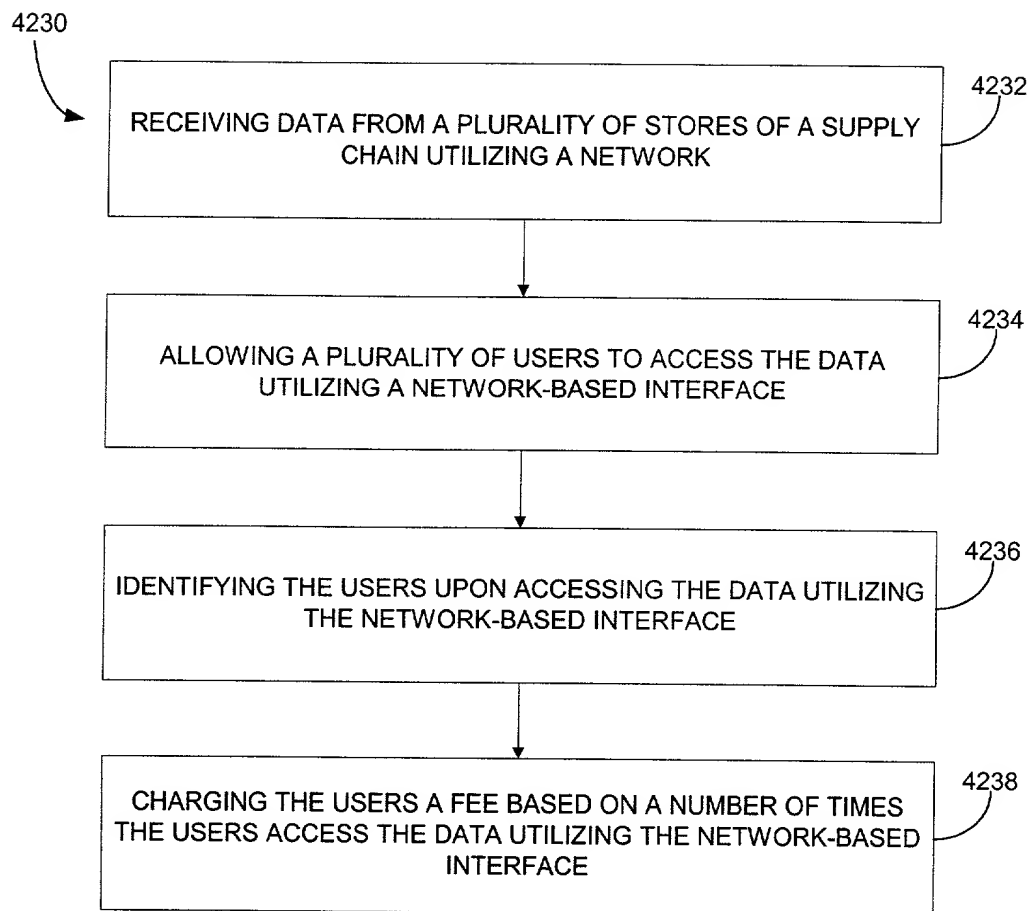 4230
4232
RECEIVING DATA FROM A PLURALITY OF STORES OF A SUPPLY
CHAIN UTILIZING A NETWORK
4234
ALLOWING A PLURALITY OF USERS TO ACCESS THE DATA
UTILIZING A NETWORK-BASED INTERFACE
4236
IDENTIFYING THE USERS UPON ACCESSING THE DATA UTILIZING
THE NETWORK-BASED INTERFACE
4238
CHARGING THE USERS A FEE BASED ON A NUMBER OF TIMES
THE USERS ACCESS THE DATA UTILIZING THE NETWORK-BASED
INTERFACE